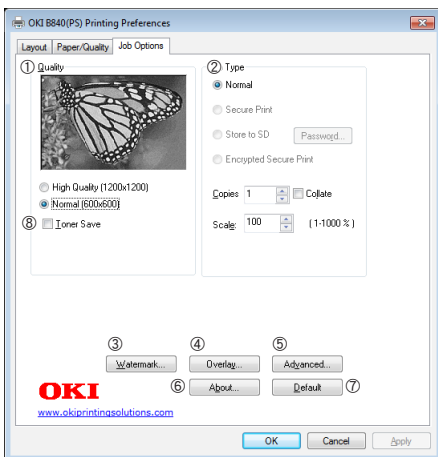 OKI B840(PS) Printing Preferences
Layout Paper/Quality Job Options
① Quality
② Type
Normal
Secure Print
Store to SD Password...
Encrypted Secure Print
High Quality (1200x1200)
Normal (600x600)
⑧ Toner Save
Copies 1 Collate
Scale: 100 (1-1000 %)
③ ④ ⑤
Watermark... Overlay... Advanced...
⑥ About... Default ⑦
OKI
www.okiprintingsolutions.com
OK Cancel Apply